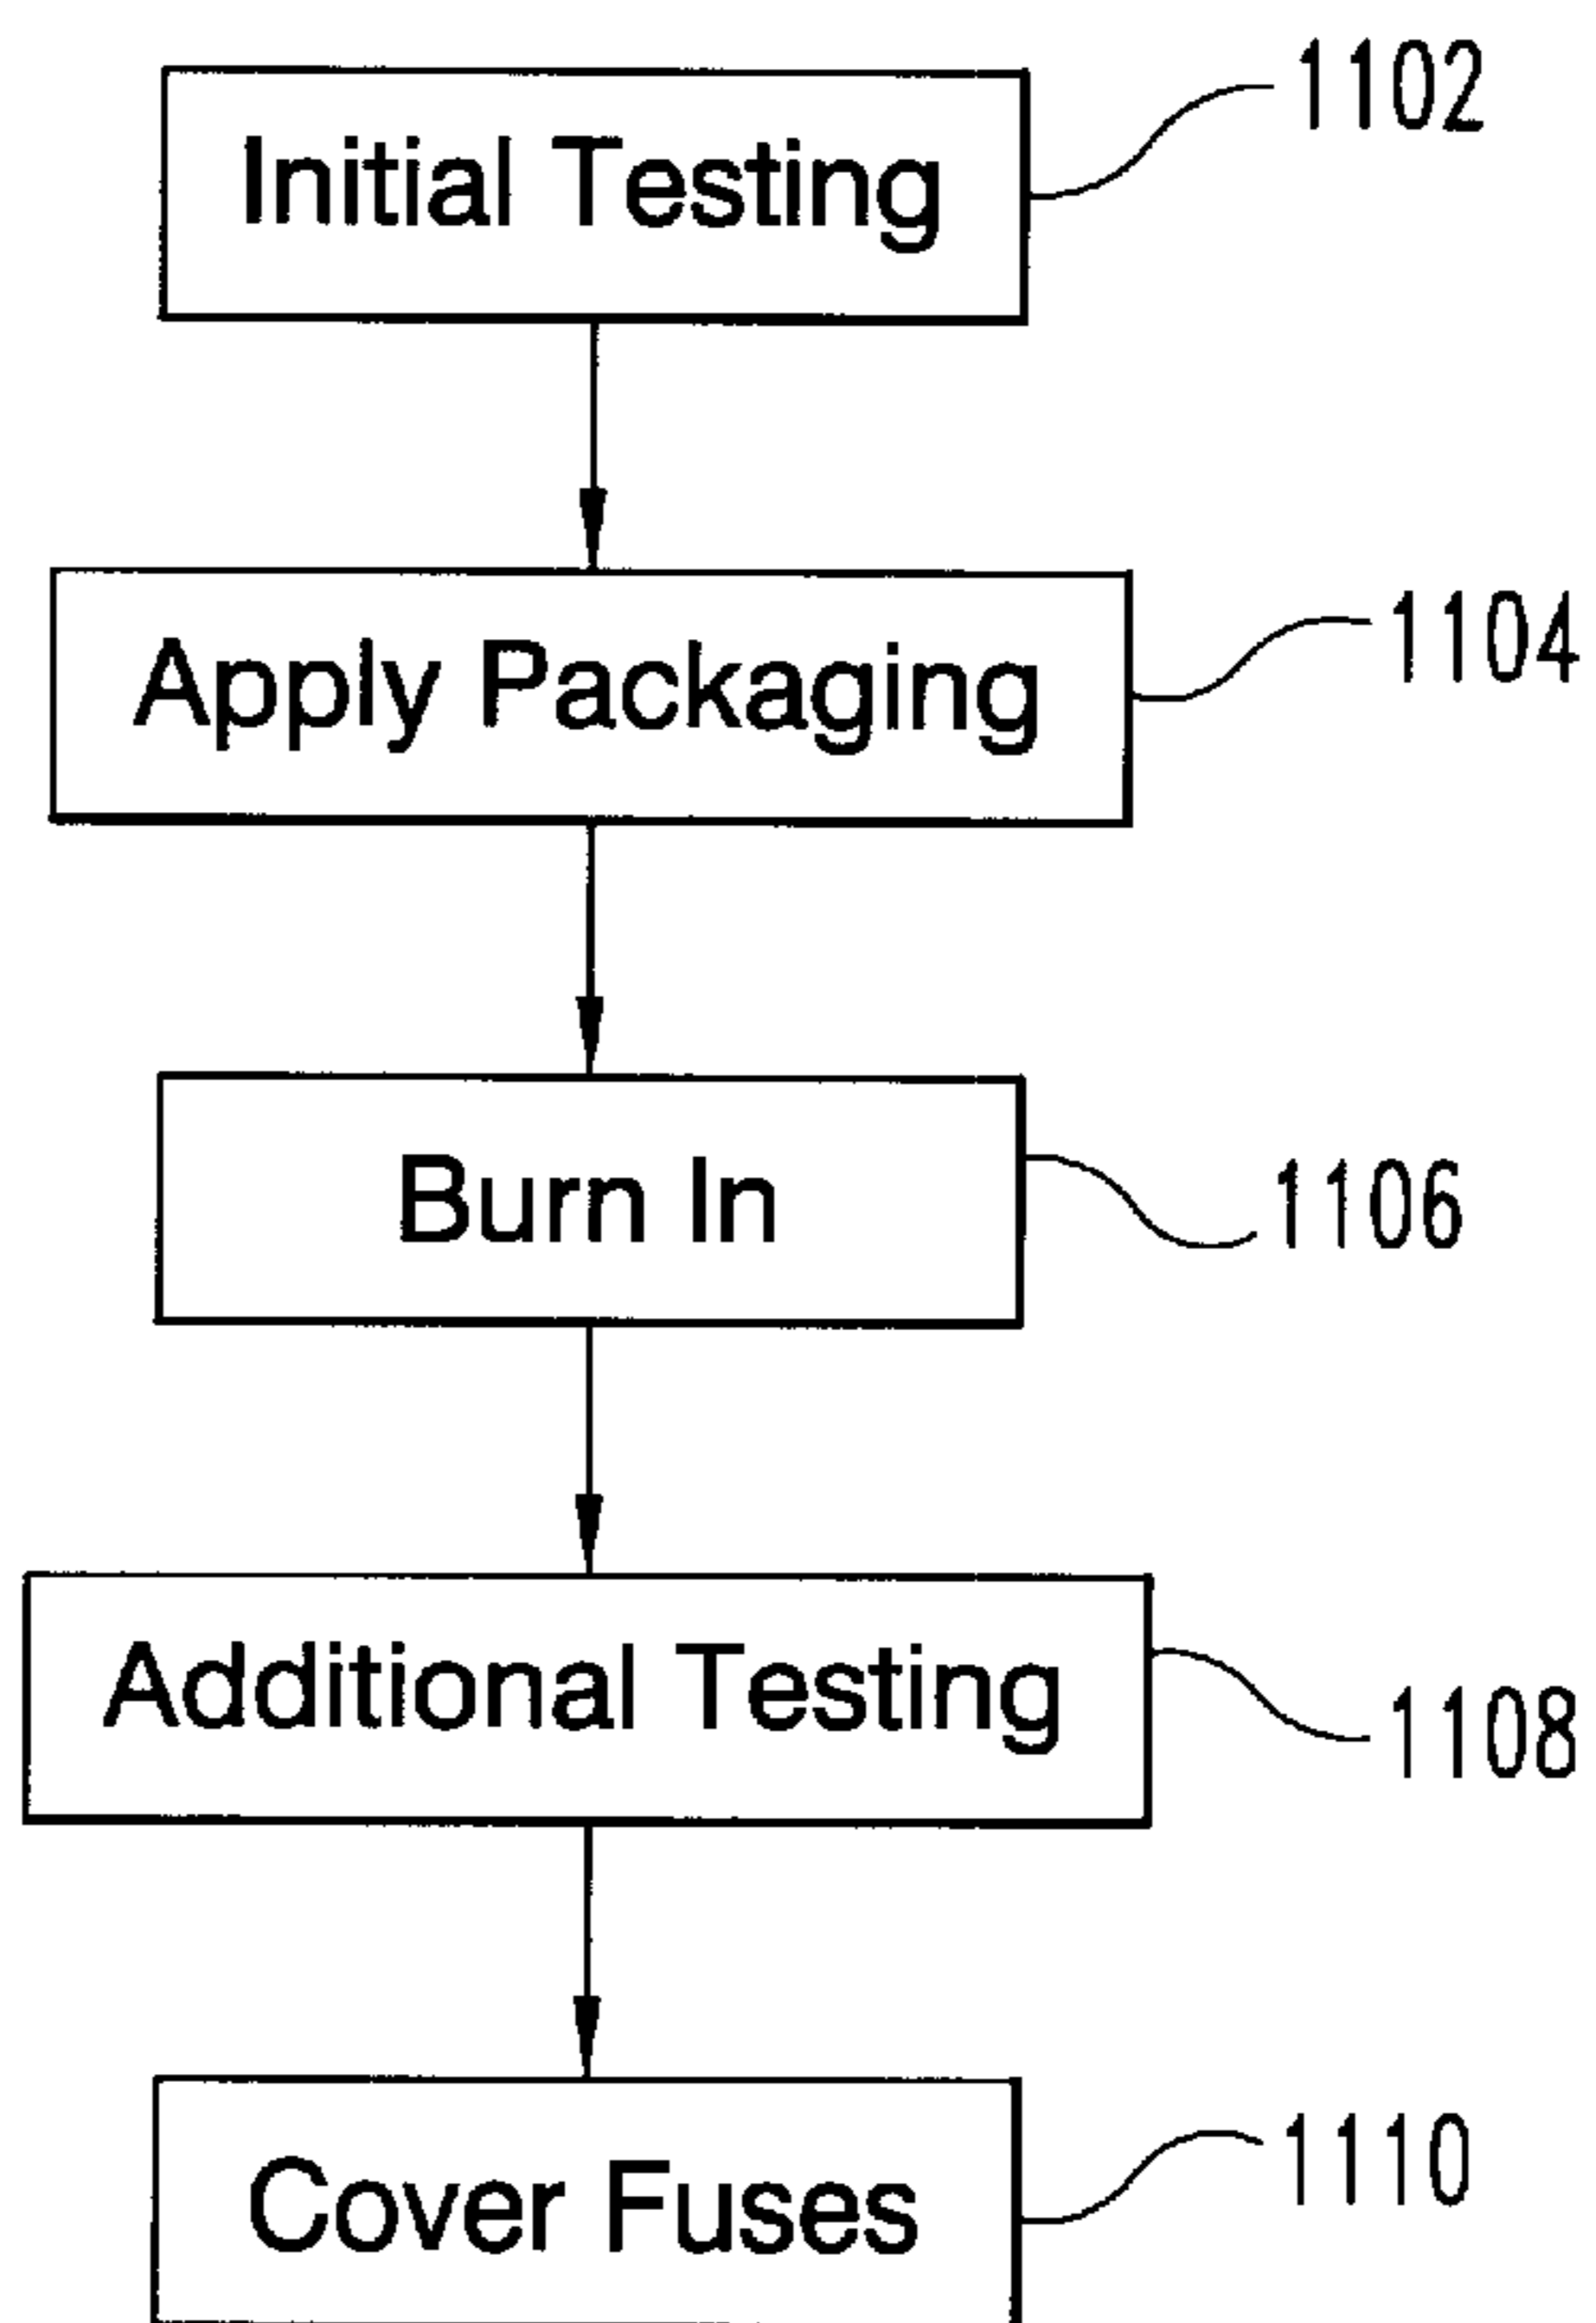 Initial Testing 1102
Apply Packaging 1104
Burn In 1106
Additional Testing 1108
Cover Fuses 1110